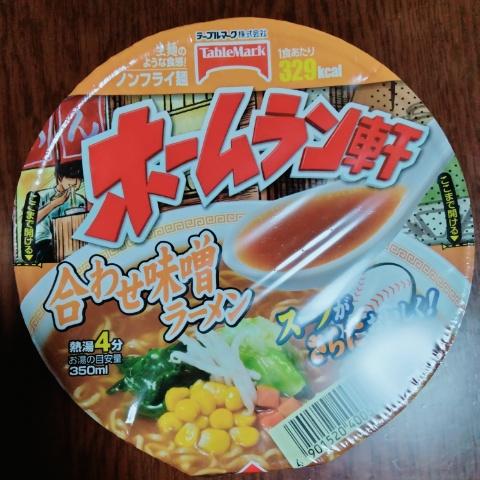 テーブルマーク株式会社
TableMark
生麺の
ような食感!
ノンフライ麺
1食あたり
329kcal
ホームラン軒
ここまで開ける▼
ここまで開ける▼
合わせ味噌
ラーメン
スープが
さらに
熱湯4分
お湯の目安量
350ml